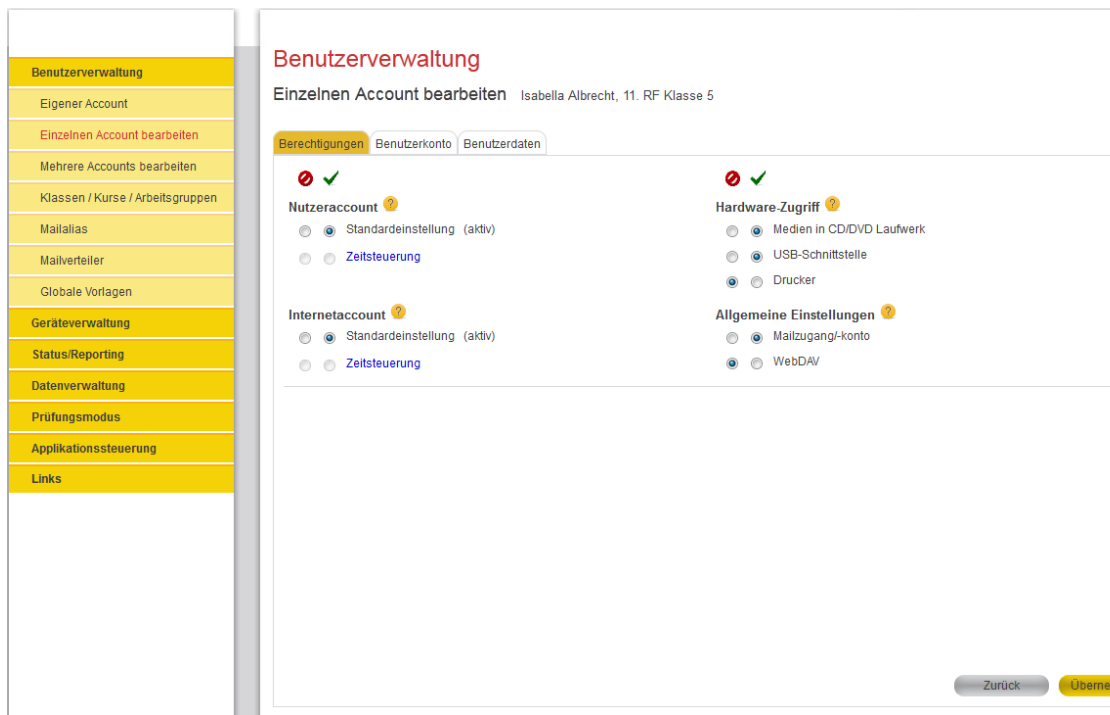 Benutzerverwaltung
Eigener Account
Einzelnen Account bearbeiten
Mehrere Accounts bearbeiten
Klassen / Kurse / Arbeitsgruppen
Mailalias
Mailverteiler
Globale Vorlagen
Geräteverwaltung
Status/Reporting
Datenverwaltung
Prüfungsmodus
Applikationssteuerung
Links
Benutzerverwaltung
Einzelnen Account bearbeiten Isabella Albrecht, 11. RF Klasse 5
Berechtigungen Benutzerkonto Benutzerdaten
Nutzeraccount ?
Standardeinstellung (aktiv)
Zeitsteuerung
Internetaccount ?
Standardeinstellung (aktiv)
Zeitsteuerung
Hardware-Zugriff ?
Medien in CD/DVD Laufwerk
USB-Schnittstelle
Drucker
Allgemeine Einstellungen ?
Mailzugang/-konto
WebDAV
Zurück Überne